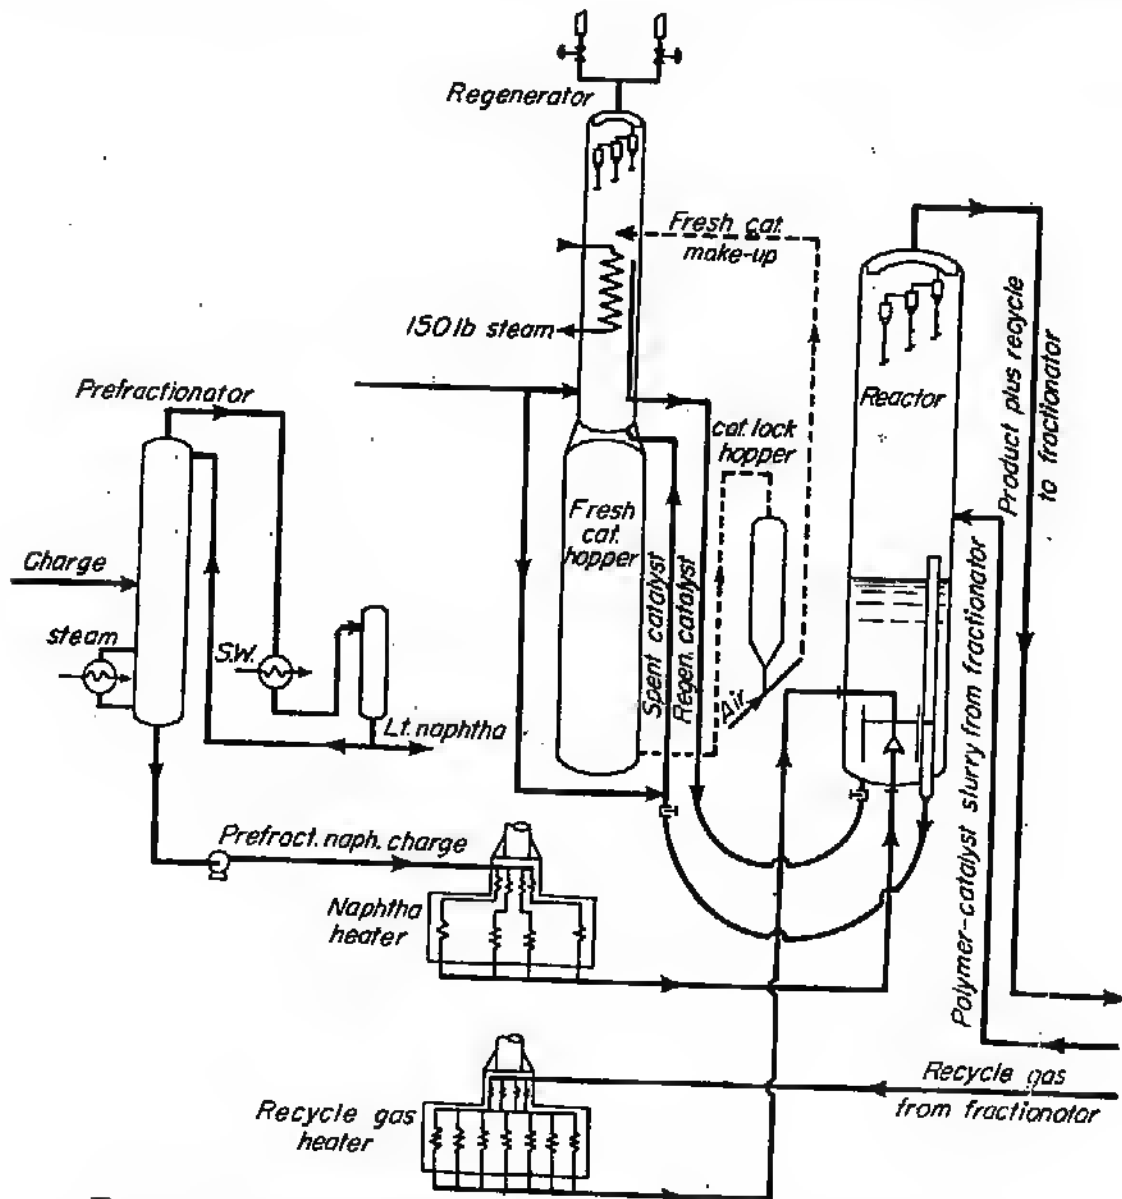 Regenerator
Fresh cat.
make-up
150 lb steam
Prefractionator
Reactor
cat. lock
hopper
Product plus recycle
to fractionator
Fresh
cat.
hopper
Charge
steam
S.W.
Spent catalyst
Regen. catalyst
Air
Lt. naphtha
Polymer-catalyst slurry from fractionator
Prefract. naph. charge
Naphtha
heater
Recycle gas
from fractionator
Recycle gas
heater